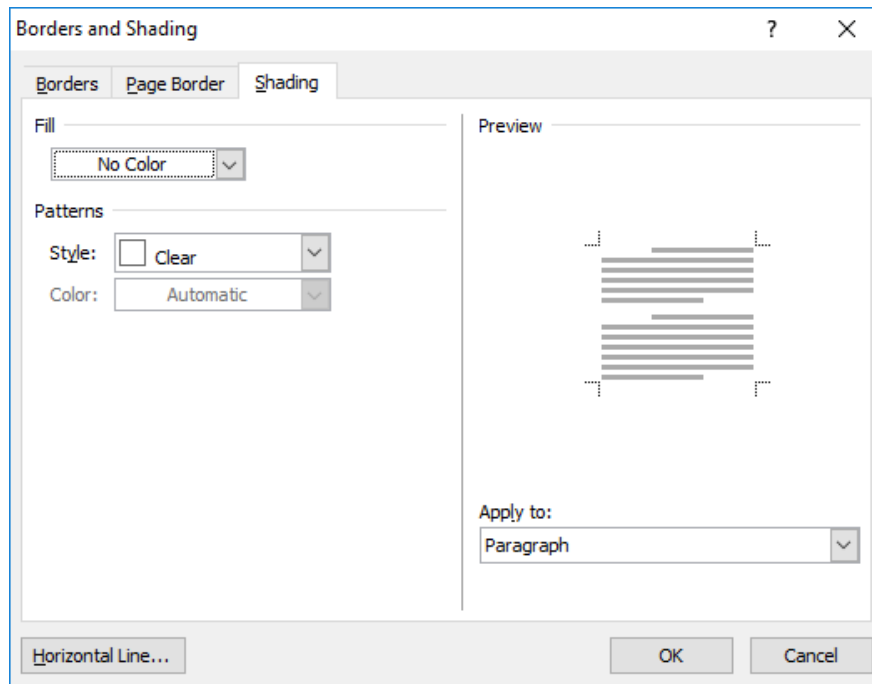 Borders and Shading ?
Borders Page Border Shading
Fill
No Color
Patterns
Style: Clear
Color: Automatic
Preview
Apply to:
Paragraph
Horizontal Line... OK Cancel